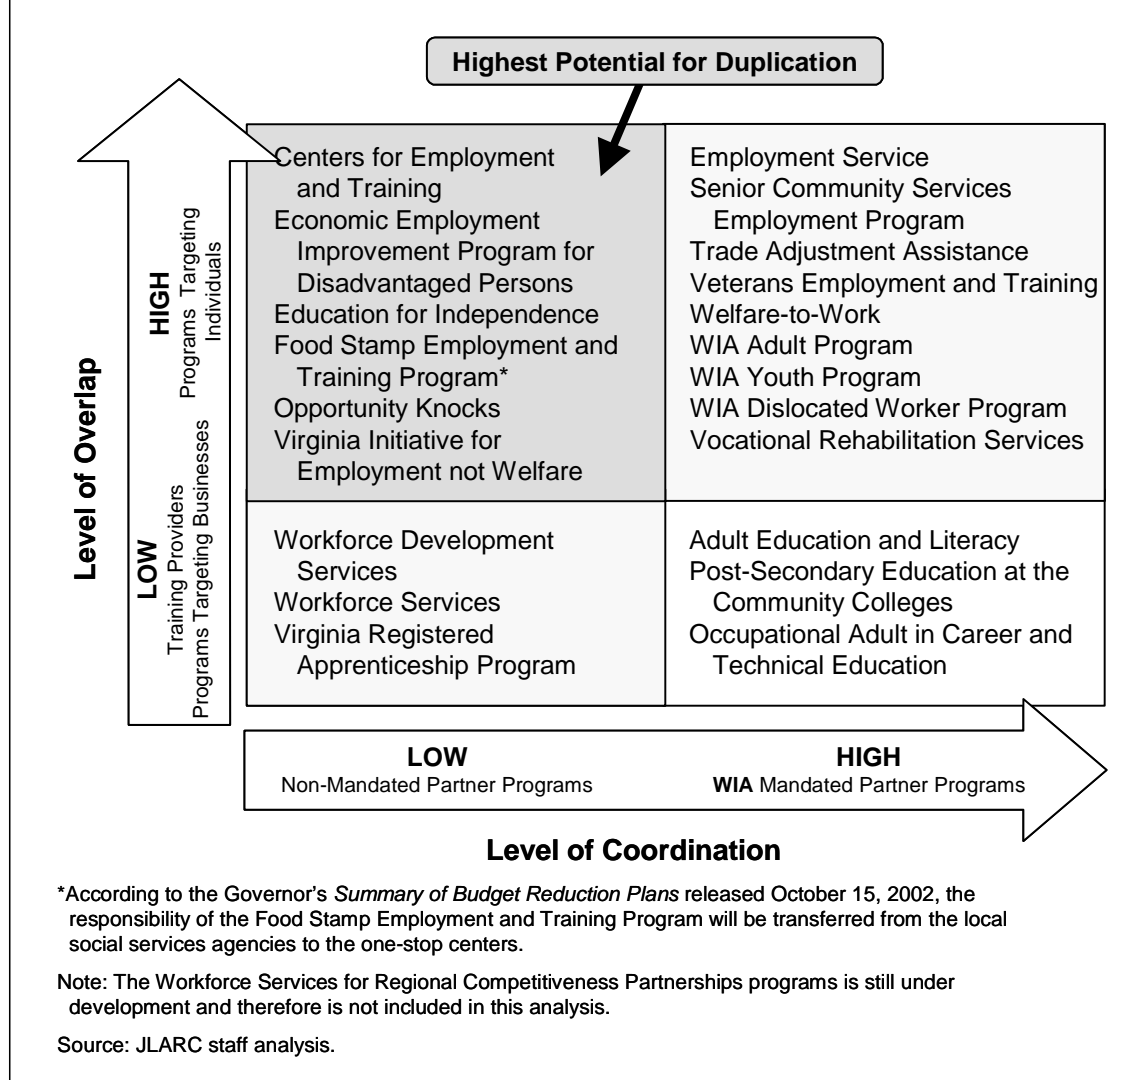 Highest Potential for Duplication
Centers for Employment
and Training
Economic Employment
Improvement Program for
Disadvantaged Persons
Education for Independence
Food Stamp Employment and
Training Program*
Opportunity Knocks
Virginia Initiative for
Employment not Welfare
Employment Service
Senior Community Services
Employment Program
Trade Adjustment Assistance
Veterans Employment and Training
Welfare-to-Work
WIA Adult Program
WIA Youth Program
WIA Dislocated Worker Program
Vocational Rehabilitation Services
Level of Overlap
HIGH
Programs Targeting
Individuals
LOW
Training Providers
Programs Targeting Businesses
Workforce Development
Services
Workforce Services
Virginia Registered
Apprenticeship Program
Adult Education and Literacy
Post-Secondary Education at the
Community Colleges
Occupational Adult in Career and
Technical Education
LOW
Non-Mandated Partner Programs
HIGH
WIA Mandated Partner Programs
Level of Coordination
*According to the Governor's Summary of Budget Reduction Plans released October 15, 2002, the
responsibility of the Food Stamp Employment and Training Program will be transferred from the local
social services agencies to the one-stop centers.
Note: The Workforce Services for Regional Competitiveness Partnerships programs is still under
development and therefore is not included in this analysis.
Source: JLARC staff analysis.